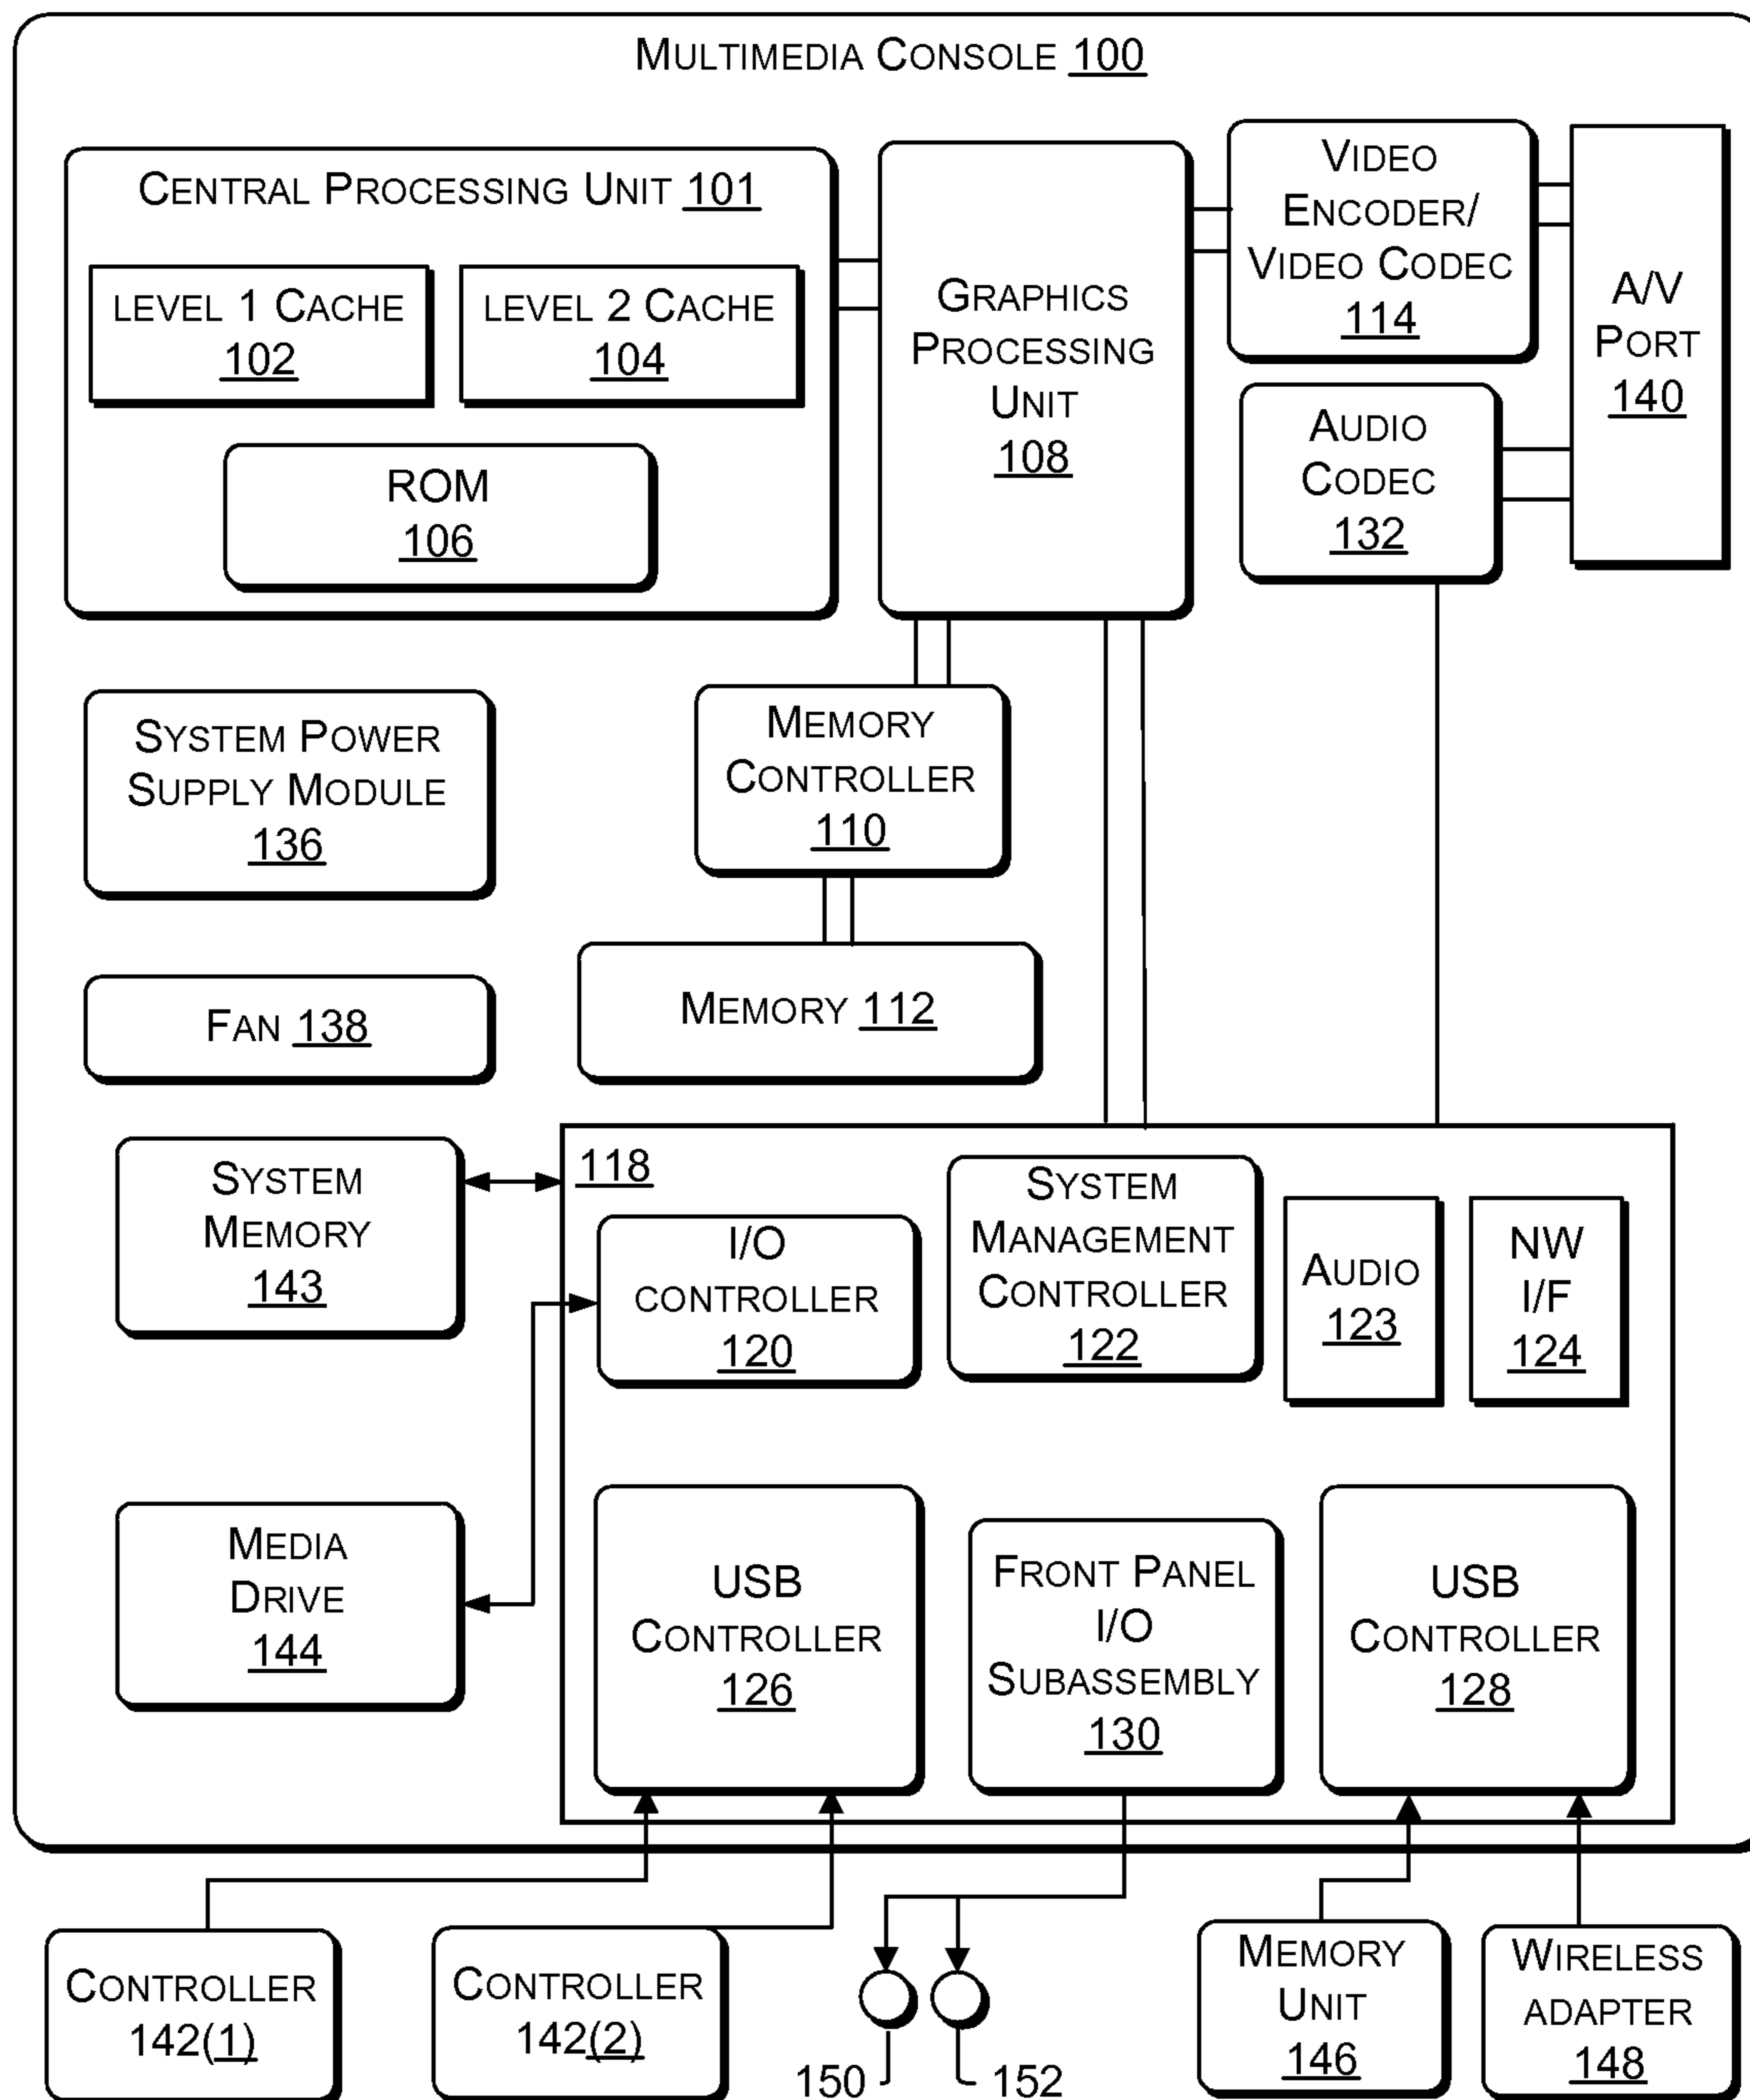 MULTIMEDIA CONSOLE 100
CENTRAL PROCESSING UNIT 101
LEVEL 1 CACHE
102
LEVEL 2 CACHE
104
ROM
106
GRAPHICS
PROCESSING
UNIT
108
VIDEO
ENCODER/
VIDEO CODEC
114
AUDIO
CODEC
132
A/V
PORT
140
SYSTEM POWER
SUPPLY MODULE
136
MEMORY
CONTROLLER
110
FAN 138
MEMORY 112
SYSTEM
MEMORY
143
118
I/O
CONTROLLER
120
SYSTEM
MANAGEMENT
CONTROLLER
122
AUDIO
123
NW
I/F
124
MEDIA
DRIVE
144
USB
CONTROLLER
126
FRONT PANEL
I/O
SUBASSEMBLY
130
USB
CONTROLLER
128
CONTROLLER
142(1)
CONTROLLER
142(2)
150
152
MEMORY
UNIT
146
WIRELESS
ADAPTER
148